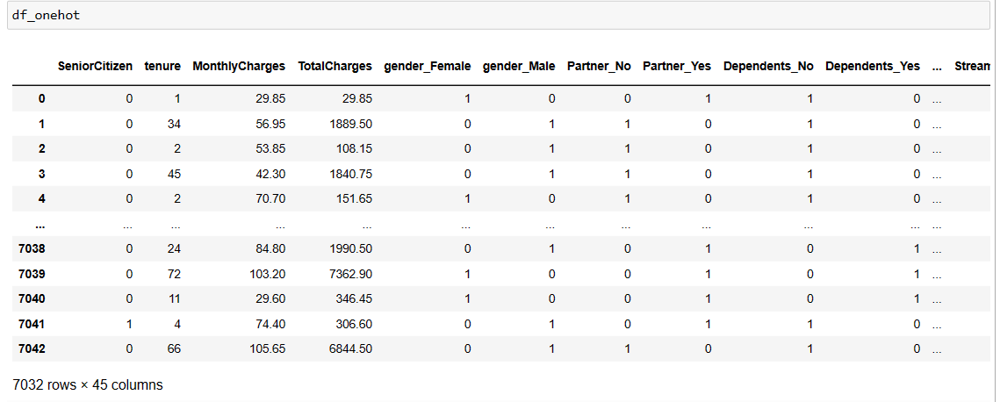 df_onehot
SeniorCitizen tenure MonthlyCharges TotalCharges gender_Female gender_Male Partner_No Partner_Yes Dependents_No Dependents_Yes ... Stream
0 0 1 29.85 29.85 1 0 0 1 1 0 ...
1 0 34 56.95 1889.50 0 1 1 0 1 0 ...
2 0 2 53.85 108.15 0 1 1 0 1 0 ...
3 0 45 42.30 1840.75 0 1 1 0 1 0 ...
4 0 2 70.70 151.65 1 0 1 0 1 0 ...
... ... ... ... ... ... ... ... ... ... ... ...
7038 0 24 84.80 1990.50 0 1 0 1 0 1 ...
7039 0 72 103.20 7362.90 1 0 0 1 0 1 ...
7040 0 11 29.60 346.45 1 0 0 1 0 1 ...
7041 1 4 74.40 306.60 0 1 0 1 1 0 ...
7042 0 66 105.65 6844.50 0 1 1 0 1 0 ...
7032 rows × 45 columns